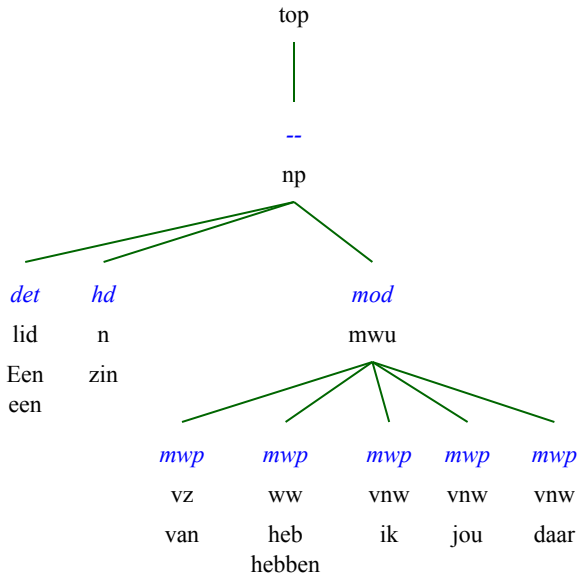 top
--
np
det hd mod
lid n mwu
Een zin
een
mwp mwp mwp mwp mwp
vz ww vnw vnw vnw
van heb ik jou daar
hebben